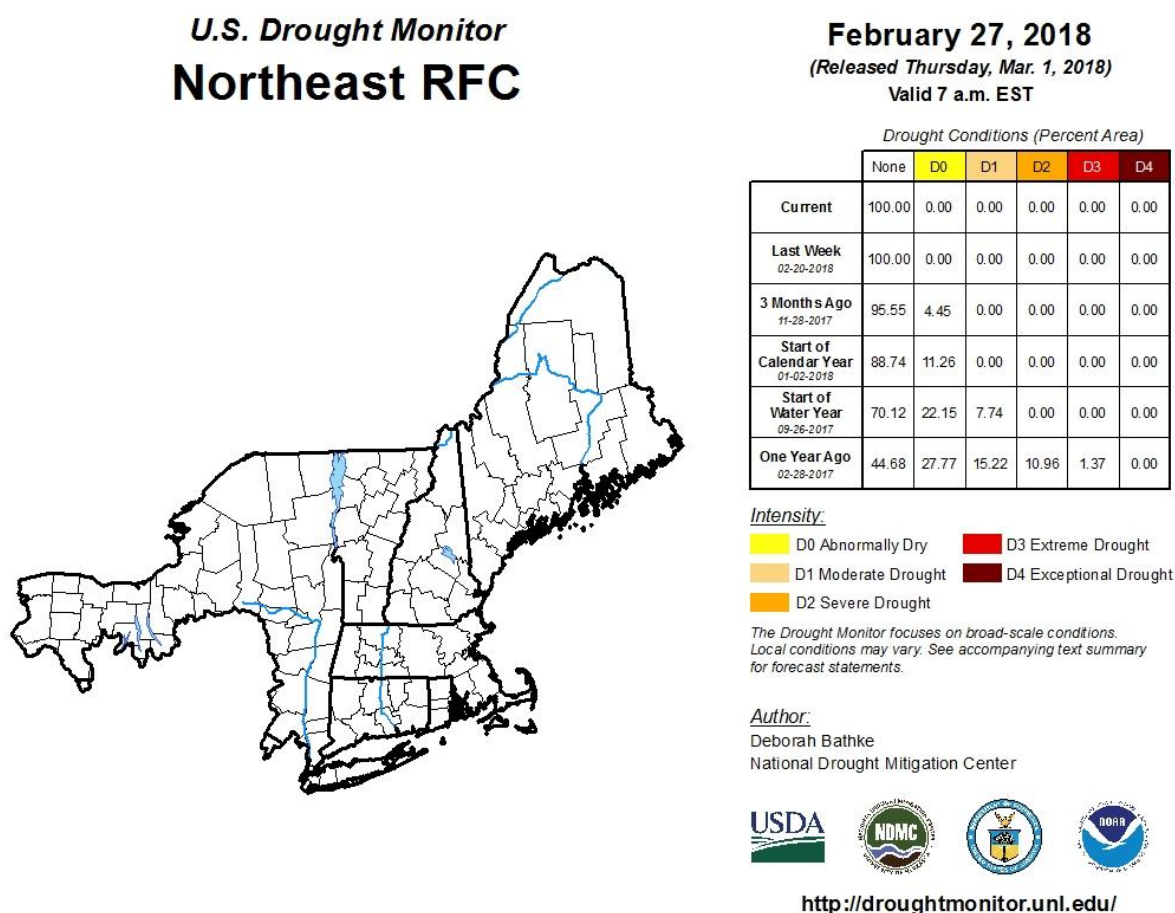 U.S. Drought Monitor
Northeast RFC
February 27, 2018
(Released Thursday, Mar. 1, 2018)
Valid 7 a.m. EST
Drought Conditions (Percent Area)
None D0 D1 D2 D3 D4
Current 100.00 0.00 0.00 0.00 0.00 0.00
Last Week
02-20-2018
100.00 0.00 0.00 0.00 0.00 0.00
3 Months Ago
11-28-2017
95.55 4.45 0.00 0.00 0.00 0.00
Start of
Calendar Year
01-02-2018
88.74 11.26 0.00 0.00 0.00 0.00
Start of
Water Year
09-26-2017
70.12 22.15 7.74 0.00 0.00 0.00
One Year Ago
02-28-2017
44.68 27.77 15.22 10.96 1.37 0.00
Intensity:
D0 Abnormally Dry
D1 Moderate Drought
D2 Severe Drought
D3 Extreme Drought
D4 Exceptional Drought
The Drought Monitor focuses on broad-scale conditions.
Local conditions may vary. See accompanying text summary
for forecast statements.
Author:
Deborah Bathke
National Drought Mitigation Center
USDA
NDMC
NOAA
http://droughtmonitor.unl.edu/